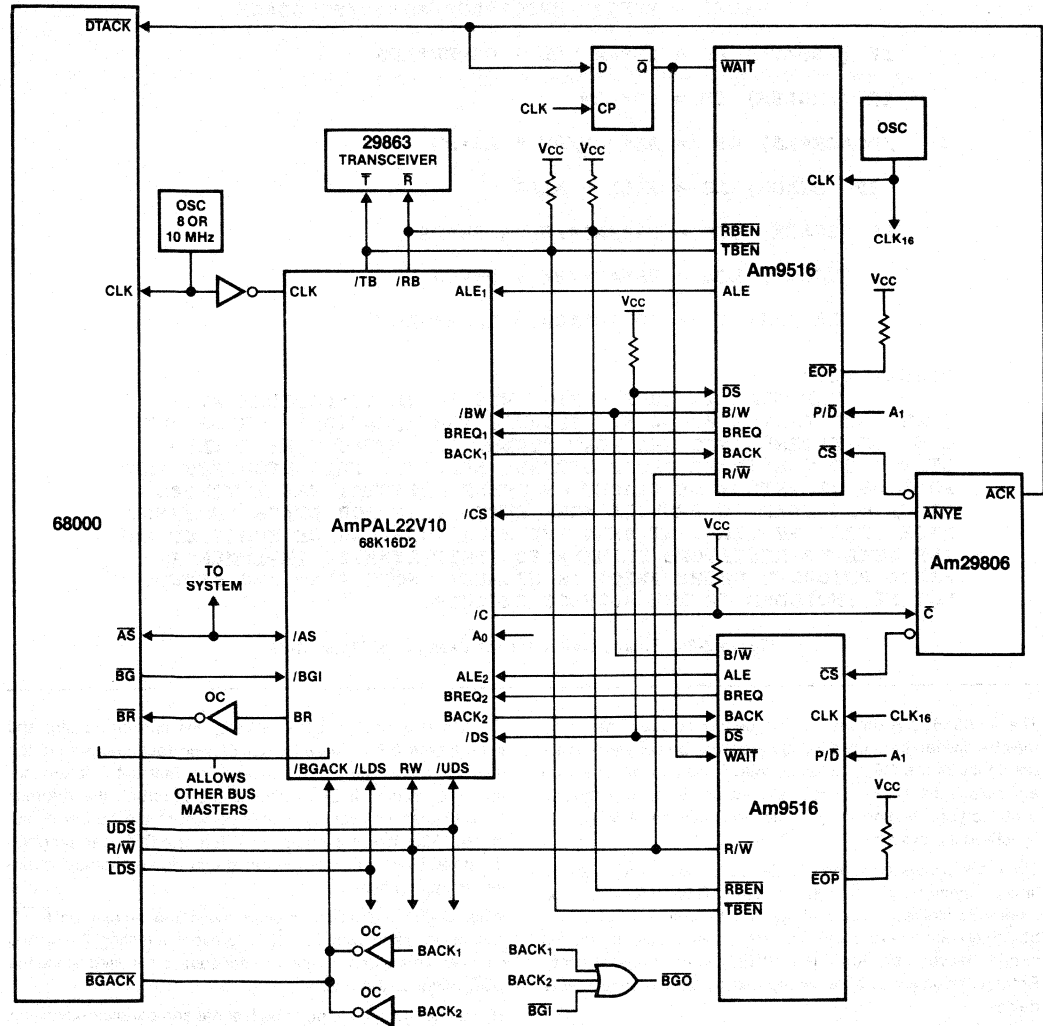 DTACK
D
Q
WAIT
CLK
CP
OSC
29863
TRANSCEIVER
T
R
VCC
VCC
CLK
CLK16
OSC
8 OR
10 MHz
RBEN
TBEN
Am9516
/TB
/RB
CLK
CLK
ALE1
ALE
VCC
VCC
EOP
DS
/BW
B/W
P/D
A1
BREQ1
BREQ
BACK1
BACK
CS
R/W
ACK
68000
AmPAL22V10
68K16D2
/CS
ANYE
VCC
Am29806
TO
SYSTEM
/C
C
AS
/AS
A0
B/W
BG
/BGI
ALE2
ALE
CS
OC
BREQ2
BREQ
BR
BR
BACK2
BACK
CLK
CLK16
/DS
DS
/BGACK
/LDS
RW
/UDS
WAIT
P/D
A1
ALLOWS
OTHER BUS
MASTERS
Am9516
VCC
UDS
R/W
R/W
LDS
EOP
RBEN
TBEN
OC
BACK1
BACK1
BACK2
BGO
BGACK
OC
BACK2
BGI